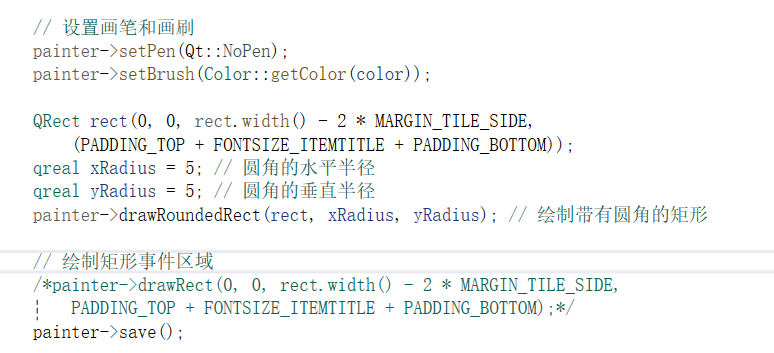 // 设置画笔和画刷
painter->setPen(Qt::NoPen);
painter->setBrush(Color::getColor(color));
QRect rect(0, 0, rect.width() - 2 * MARGIN_TILE_SIDE,
(PADDING_TOP + FONTSIZE_ITEMTITLE + PADDING_BOTTOM));
qreal xRadius = 5; // 圆角的水平半径
qreal yRadius = 5; // 圆角的垂直半径
painter->drawRoundedRect(rect, xRadius, yRadius); // 绘制带有圆角的矩形
// 绘制矩形事件区域
/*painter->drawRect(0, 0, rect.width() - 2 * MARGIN_TILE_SIDE,
PADDING_TOP + FONTSIZE_ITEMTITLE + PADDING_BOTTOM);*/
painter->save();